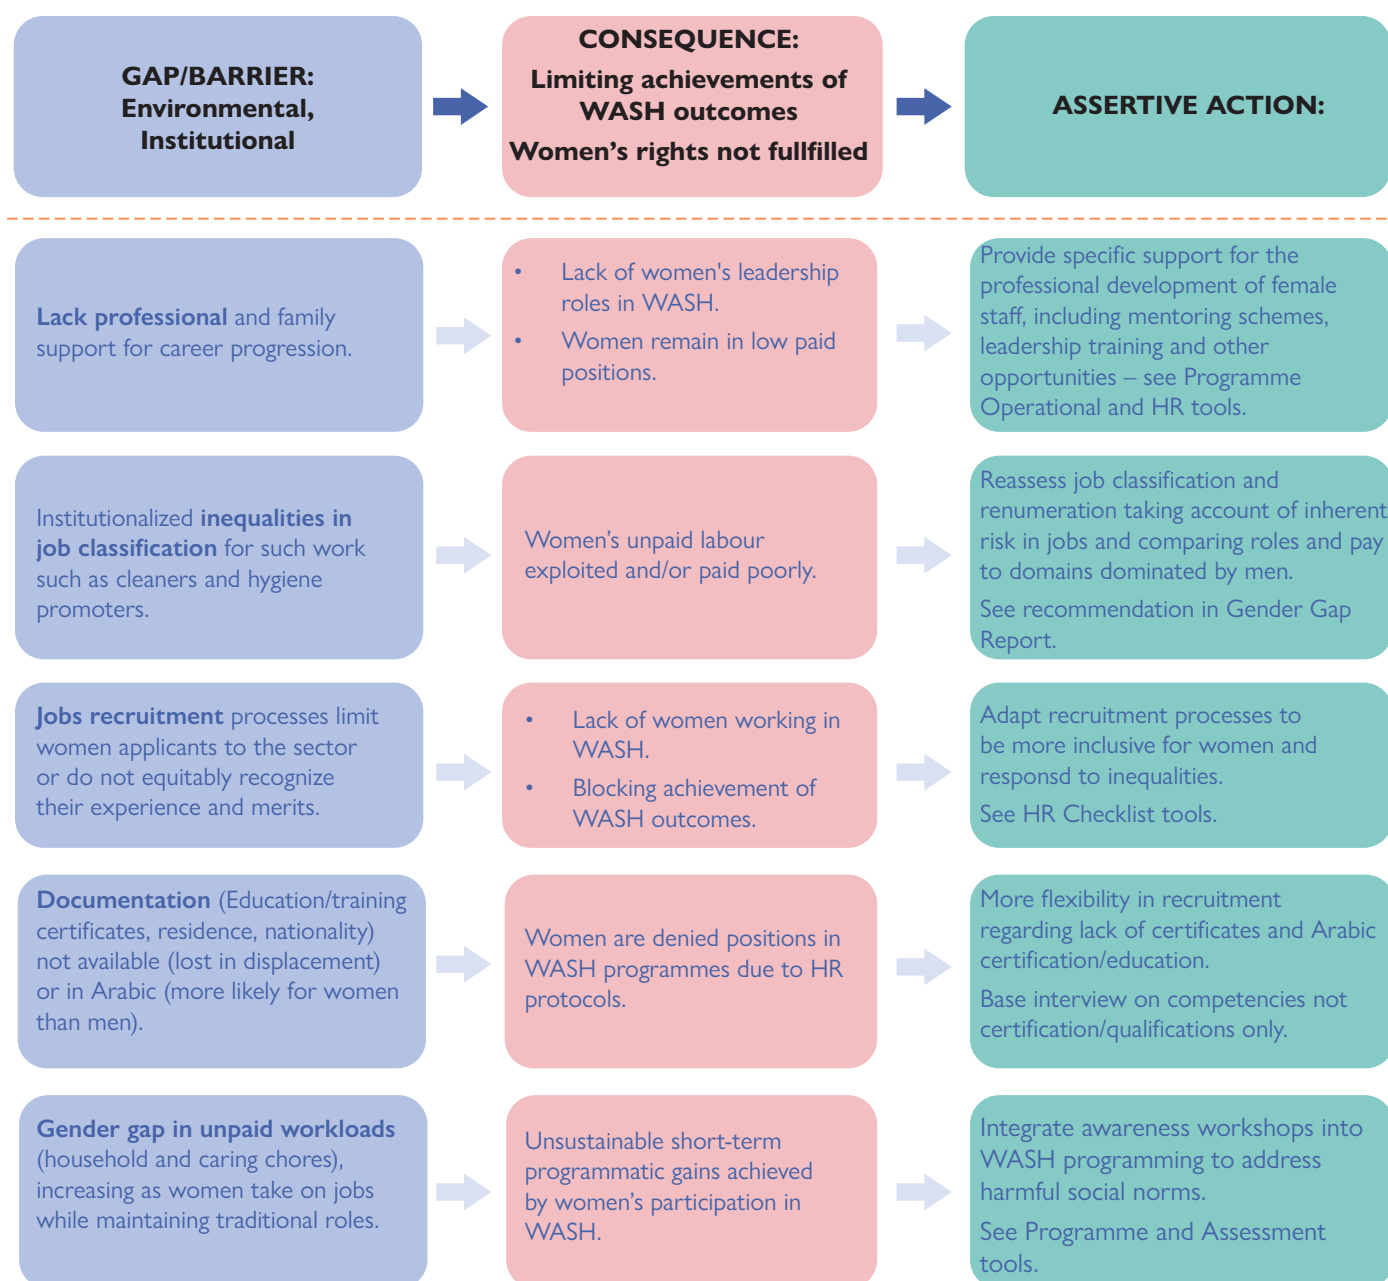 GAP/BARRIER:
Environmental,
Institutional
CONSEQUENCE:
Limiting achievements of
WASH outcomes
Women’s rights not fullfilled
ASSERTIVE ACTION:
Lack professional and family
support for career progression.
• Lack of women's leadership
roles in WASH.
• Women remain in low paid
positions.
Provide specific support for the
professional development of female
staff, including mentoring schemes,
leadership training and other
opportunities – see Programme
Operational and HR tools.
Institutionalized inequalities in
job classification for such work
such as cleaners and hygiene
promoters.
Women’s unpaid labour
exploited and/or paid poorly.
Reassess job classification and
renumeration taking account of inherent
risk in jobs and comparing roles and pay
to domains dominated by men.
See recommendation in Gender Gap
Report.
Jobs recruitment processes limit
women applicants to the sector
or do not equitably recognize
their experience and merits.
• Lack of women working in
WASH.
• Blocking achievement of
WASH outcomes.
Adapt recruitment processes to
be more inclusive for women and
responsd to inequalities.
See HR Checklist tools.
Documentation (Education/training
certificates, residence, nationality)
not available (lost in displacement)
or in Arabic (more likely for women
than men).
Women are denied positions in
WASH programmes due to HR
protocols.
More flexibility in recruitment
regarding lack of certificates and Arabic
certification/education.
Base interview on competencies not
certification/qualifications only.
Gender gap in unpaid workloads
(household and caring chores),
increasing as women take on jobs
while maintaining traditional roles.
Unsustainable short-term
programmatic gains achieved
by women’s participation in
WASH.
Integrate awareness workshops into
WASH programming to address
harmful social norms.
See Programme and Assessment
tools.